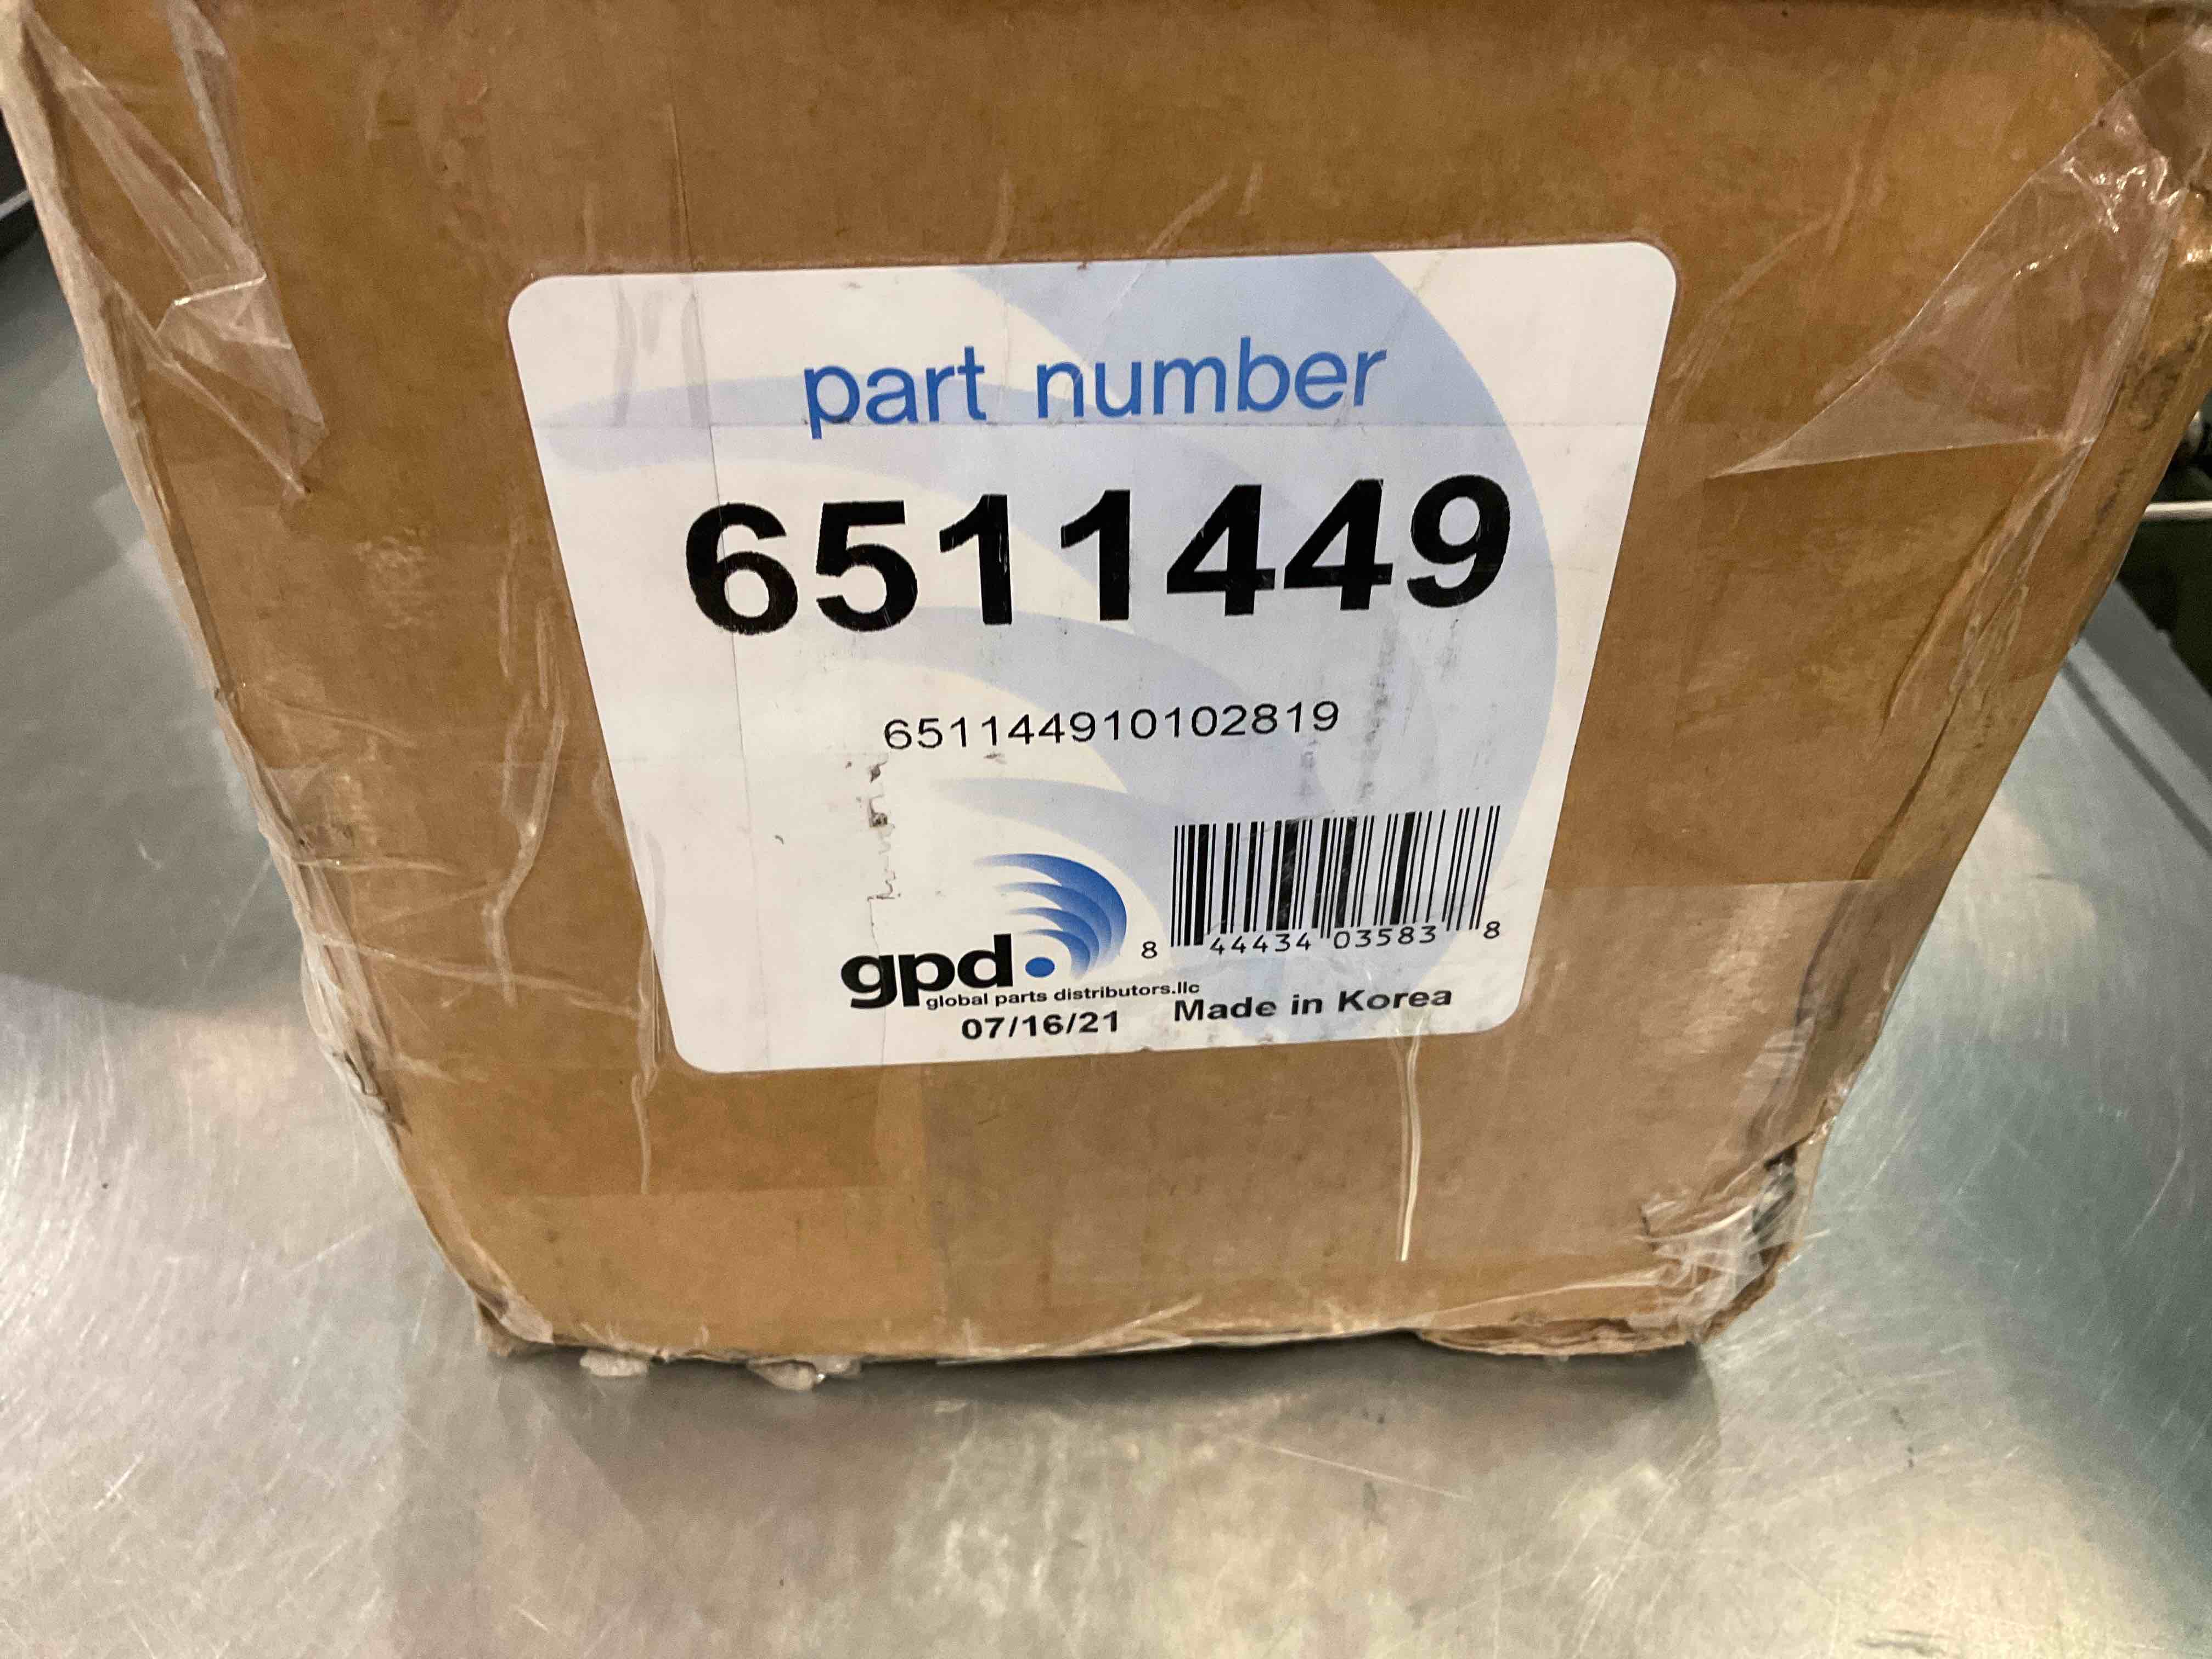 part number
6511449
651144910102819
8 44434 03583 8
gpd.
global parts distributors.llc
07/16/21 Made in Korea